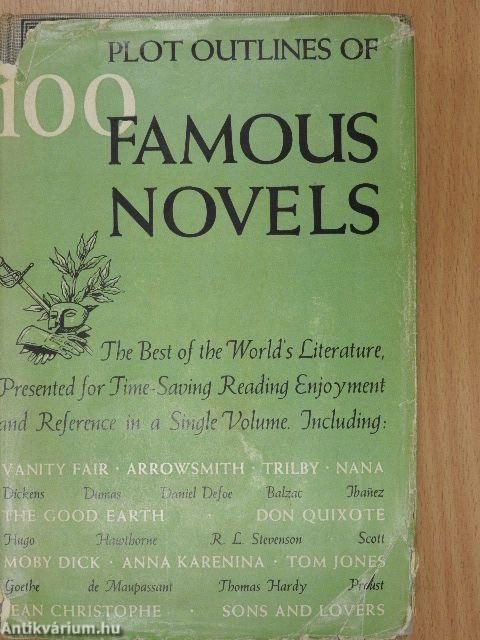 PLOT OUTLINES OF
100
FAMOUS
NOVELS
The Best of the World's Literature,
Presented for Time-Saving Reading Enjoyment
and Reference in a Single Volume. Including:
VANITY FAIR · ARROWSMITH · TRILBY · NANA
Dickens Dumas Daniel Defoe Balzac Ibañez
THE GOOD EARTH · DON QUIXOTE
Hugo Hawthorne R. L. Stevenson Scott
MOBY DICK · ANNA KARENINA · TOM JONES
Goethe de Maupassant Thomas Hardy Proust
JEAN CHRISTOPHE · SONS AND LOVERS
Antikvárium.hu